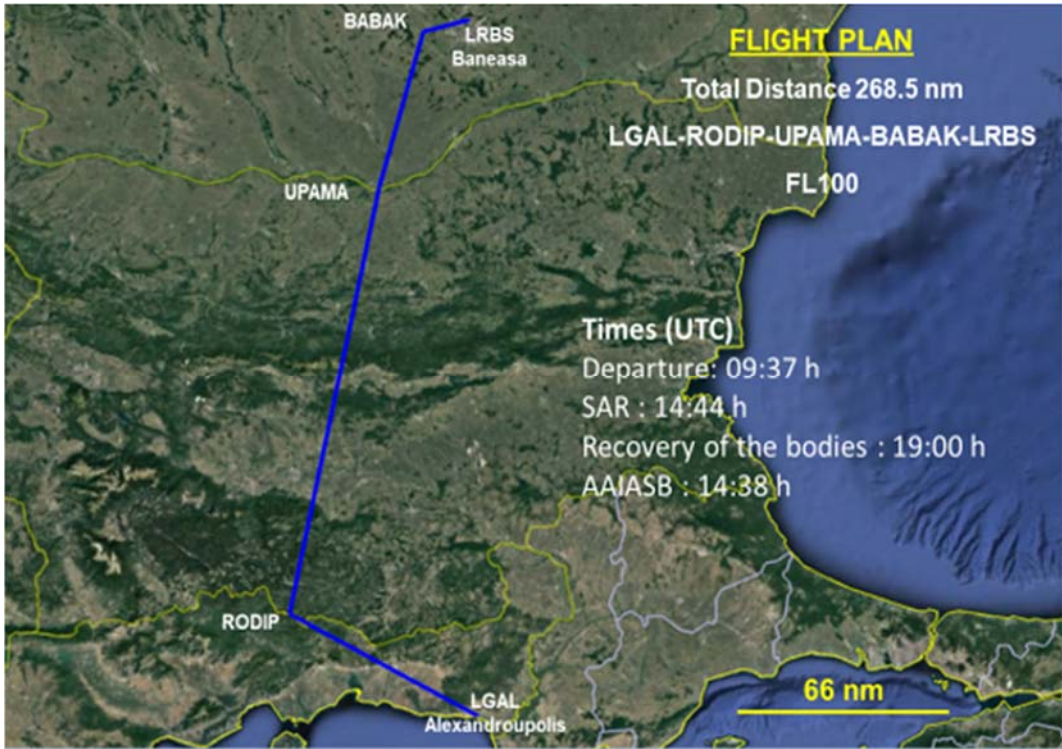 BABAK
LRBS
Baneasa
FLIGHT PLAN
Total Distance 268.5 nm
LGAL-RODIP-UPAMA-BABAK-LRBS
FL100
UPAMA
Times (UTC)
Departure: 09:37 h
SAR : 14:44 h
Recovery of the bodies : 19:00 h
AAIASB : 14:38 h
RODIP
LGAL
Alexandroupolis
66 nm